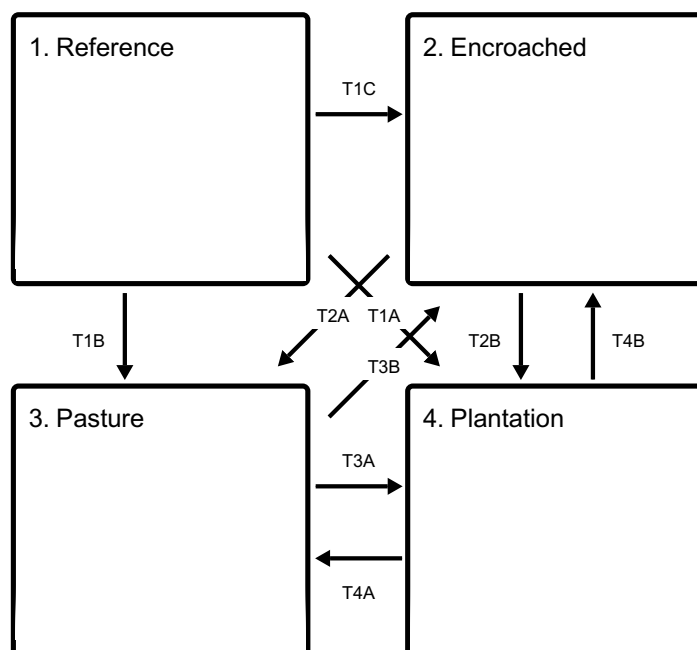 1. Reference
2. Encroached
T1C
T2A
T1A
T1B
T3B
T2B
T4B
3. Pasture
4. Plantation
T3A
T4A